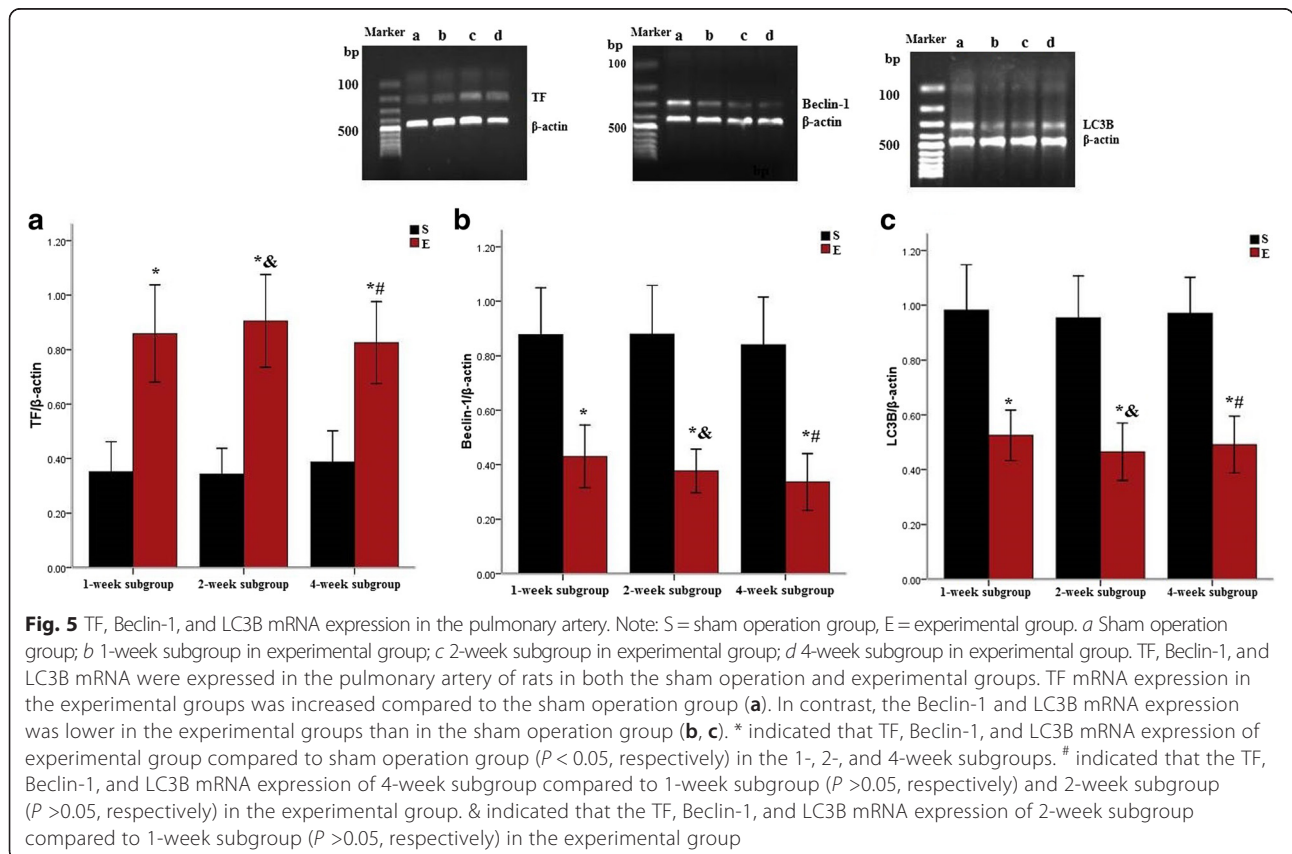 Marker a b c d
bp
100
500
TF
β-actin
Marker a b c d
bp
100
500
Beclin-1
β-actin
bp
Marker a b c d
bp
100
500
LC3B
β-actin
a
S
E
1.20
1.00
0.80
0.60
0.40
0.20
0.00
TF/β-actin
*
*&
*#
1-week subgroup 2-week subgroup 4-week subgroup
b
S
E
1.20
1.00
0.80
0.60
0.40
0.20
0.00
Beclin-1/β-actin
*
*&
*#
1-week subgroup 2-week subgroup 4-week subgroup
c
S
E
1.20
1.00
0.80
0.60
0.40
0.20
0.00
LC3B/β-actin
*
*&
*#
1-week subgroup 2-week subgroup 4-week subgroup
Fig. 5 TF, Beclin-1, and LC3B mRNA expression in the pulmonary artery. Note: S = sham operation group, E = experimental group. a Sham operation
group; b 1-week subgroup in experimental group; c 2-week subgroup in experimental group; d 4-week subgroup in experimental group. TF, Beclin-1, and
LC3B mRNA were expressed in the pulmonary artery of rats in both the sham operation and experimental groups. TF mRNA expression in
the experimental groups was increased compared to the sham operation group (a). In contrast, the Beclin-1 and LC3B mRNA expression
was lower in the experimental groups than in the sham operation group (b, c). * indicated that TF, Beclin-1, and LC3B mRNA expression of
experimental group compared to sham operation group (P < 0.05, respectively) in the 1-, 2-, and 4-week subgroups. # indicated that the TF,
Beclin-1, and LC3B mRNA expression of 4-week subgroup compared to 1-week subgroup (P >0.05, respectively) and 2-week subgroup
(P >0.05, respectively) in the experimental group. & indicated that the TF, Beclin-1, and LC3B mRNA expression of 2-week subgroup
compared to 1-week subgroup (P >0.05, respectively) in the experimental group